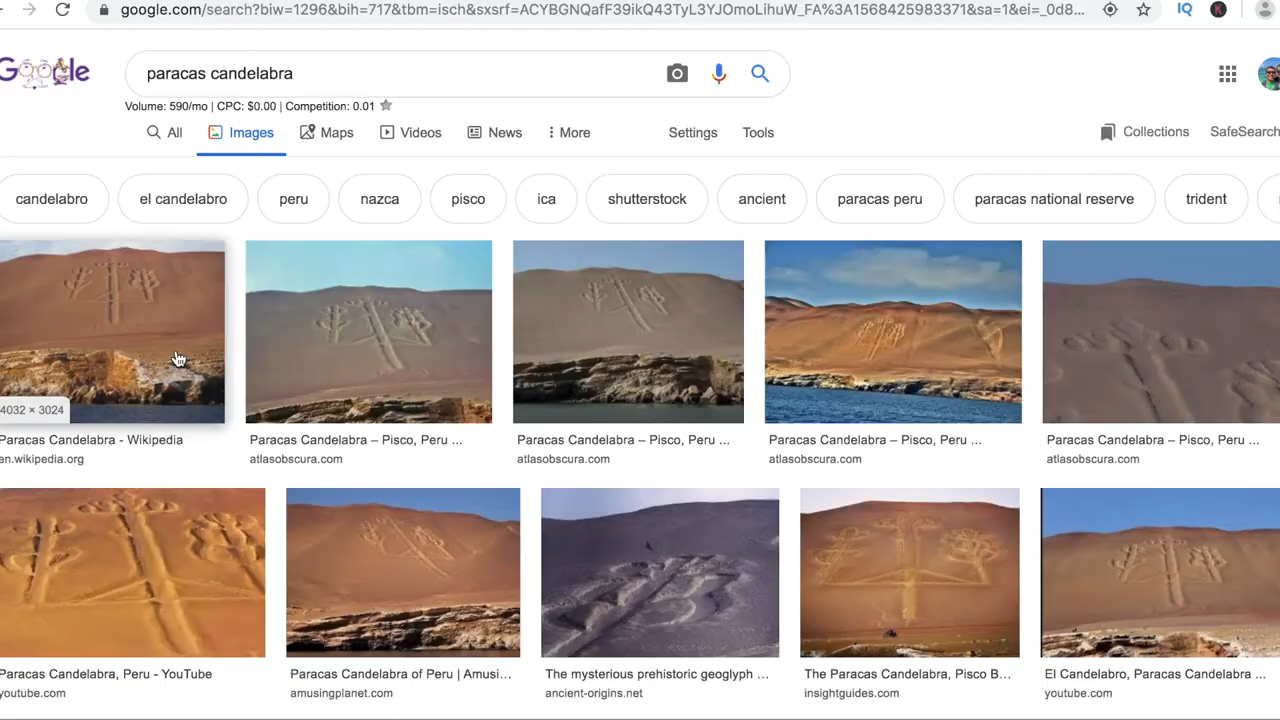 google.com/search?biw=1296&bih=717&tbm=isch&sxsrf=ACYBGNQafF39ikQ43TyL3YJOmoLihuW_FA%3A1568425983371&sa=1&ei=_0d8...
Google
paracas candelabra
Volume: 590/mo | CPC: $0.00 | Competition: 0.01
All Images Maps Videos News More Settings Tools Collections SafeSearch
candelabro el candelabro peru nazca pisco ica shutterstock ancient paracas peru paracas national reserve trident
4032 × 3024
Paracas Candelabra - Wikipedia
en.wikipedia.org
Paracas Candelabra – Pisco, Peru ...
atlasobscura.com
Paracas Candelabra – Pisco, Peru ...
atlasobscura.com
Paracas Candelabra – Pisco, Peru ...
atlasobscura.com
Paracas Candelabra – Pisco, Peru ...
atlasobscura.com
Paracas Candelabra, Peru - YouTube
youtube.com
Paracas Candelabra of Peru | Amusi...
amusingplanet.com
The mysterious prehistoric geoglyph ...
ancient-origins.net
The Paracas Candelabra, Pisco B...
insightguides.com
El Candelabro, Paracas Candelabra ...
youtube.com